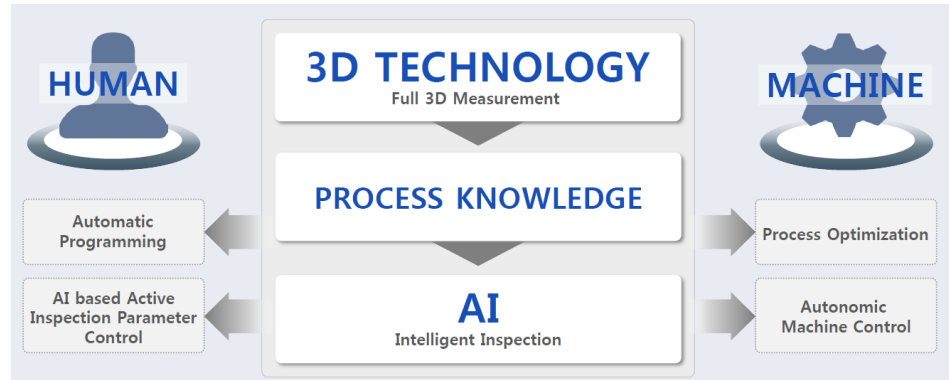 HUMAN
Automatic
Programming
AI based Active
Inspection Parameter
Control
3D TECHNOLOGY
Full 3D Measurement
PROCESS KNOWLEDGE
AI
Intelligent Inspection
MACHINE
Process Optimization
Autonomic
Machine Control